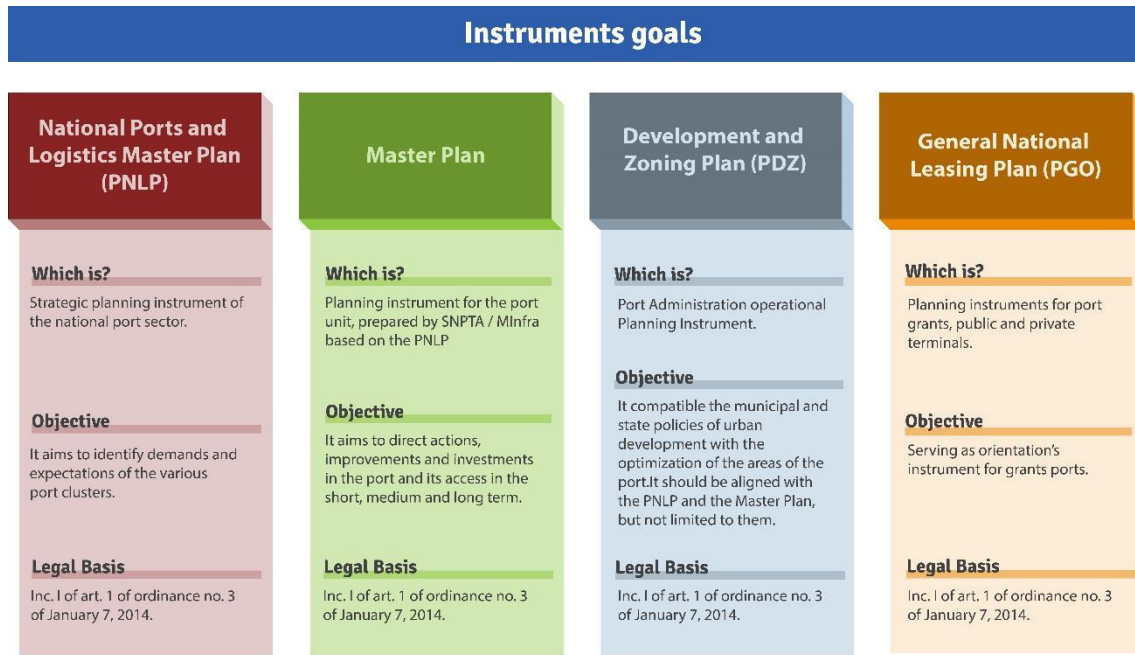 Instruments goals
National Ports and
Logistics Master Plan
(PNLP)
Which is?
Strategic planning instrument of
the national port sector.
Objective
It aims to identify demands and
expectations of the various
port clusters.
Legal Basis
Inc. I of art. 1 of ordinance no. 3
of January 7, 2014.
Master Plan
Which is?
Planning instrument for the port
unit, prepared by SNPTA / MInfra
based on the PNLP
Objective
It aims to direct actions,
improvements and investments
in the port and its access in the
short, medium and long term.
Legal Basis
Inc. I of art. 1 of ordinance no. 3
of January 7, 2014.
Development and
Zoning Plan (PDZ)
Which is?
Port Administration operational
Planning Instrument.
Objective
It compatible the municipal and
state policies of urban
development with the
optimization of the areas of the
port.It should be aligned with
the PNLP and the Master Plan,
but not limited to them.
Legal Basis
Inc. I of art. 1 of ordinance no. 3
of January 7, 2014.
General National
Leasing Plan (PGO)
Which is?
Planning instruments for port
grants, public and private
terminals.
Objective
Serving as orientation's
instrument for grants ports.
Legal Basis
Inc. I of art. 1 of ordinance no. 3
of January 7, 2014.